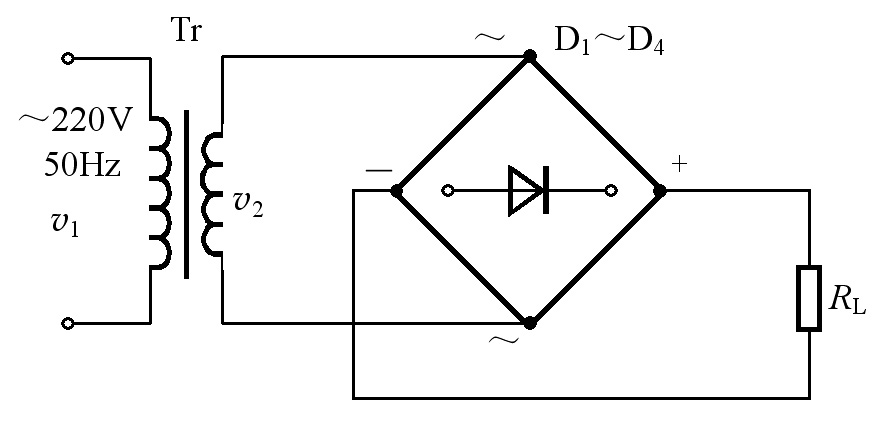 Tr
～
D₁～D₄
～220V
50Hz
v₁
v₂
－
+
R_L
～